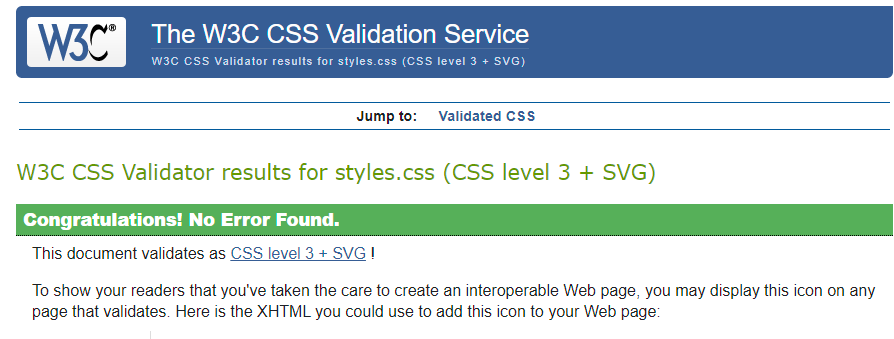 W3C®
The W3C CSS Validation Service
W3C CSS Validator results for styles.css (CSS level 3 + SVG)
Jump to: Validated CSS
W3C CSS Validator results for styles.css (CSS level 3 + SVG)
Congratulations! No Error Found.
This document validates as CSS level 3 + SVG !
To show your readers that you've taken the care to create an interoperable Web page, you may display this icon on any
page that validates. Here is the XHTML you could use to add this icon to your Web page: